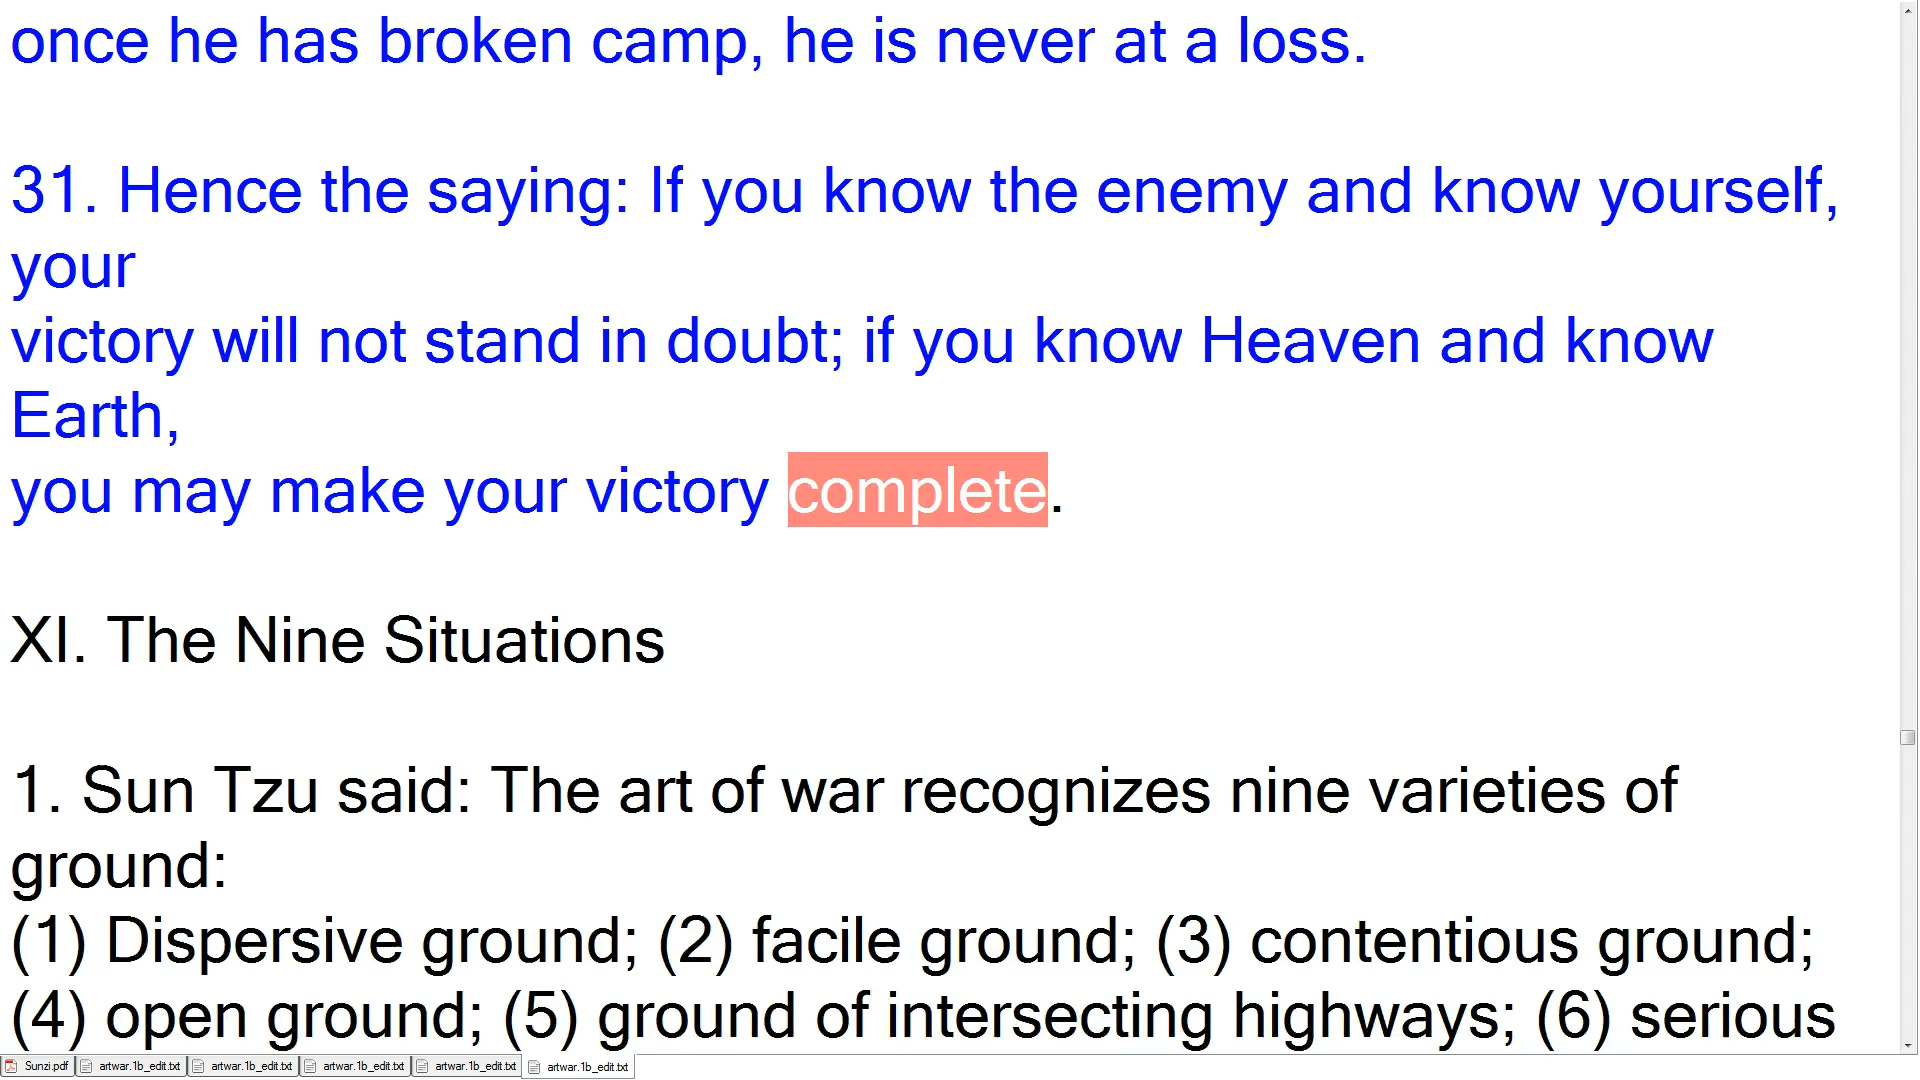 once he has broken camp, he is never at a loss.
31. Hence the saying: If you know the enemy and know yourself,
your
victory will not stand in doubt; if you know Heaven and know
Earth,
you may make your victory complete.
XI. The Nine Situations
1. Sun Tzu said: The art of war recognizes nine varieties of
ground:
(1) Dispersive ground; (2) facile ground; (3) contentious ground;
(4) open ground; (5) ground of intersecting highways; (6) serious
Sunzi.pdf artwar.1b_edit.txt artwar.1b_edit.txt artwar.1b_edit.txt artwar.1b_edit.txt artwar.1b_edit.txt